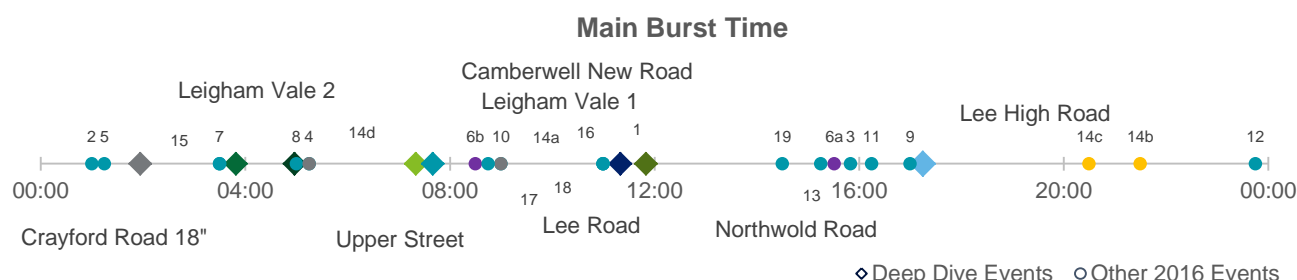 Main Burst Time
Camberwell New Road
Leigham Vale 2
Leigham Vale 1
Lee High Road
2 5 15 7 8 4 14d 6b 10 14a 16 1 19 6a 3 11 9 14c 14b 12
00:00 04:00 08:00 12:00 16:00 20:00 00:00
17 18 13
Lee Road
Northwold Road
Crayford Road 18"
Upper Street
Deep Dive Events Other 2016 Events